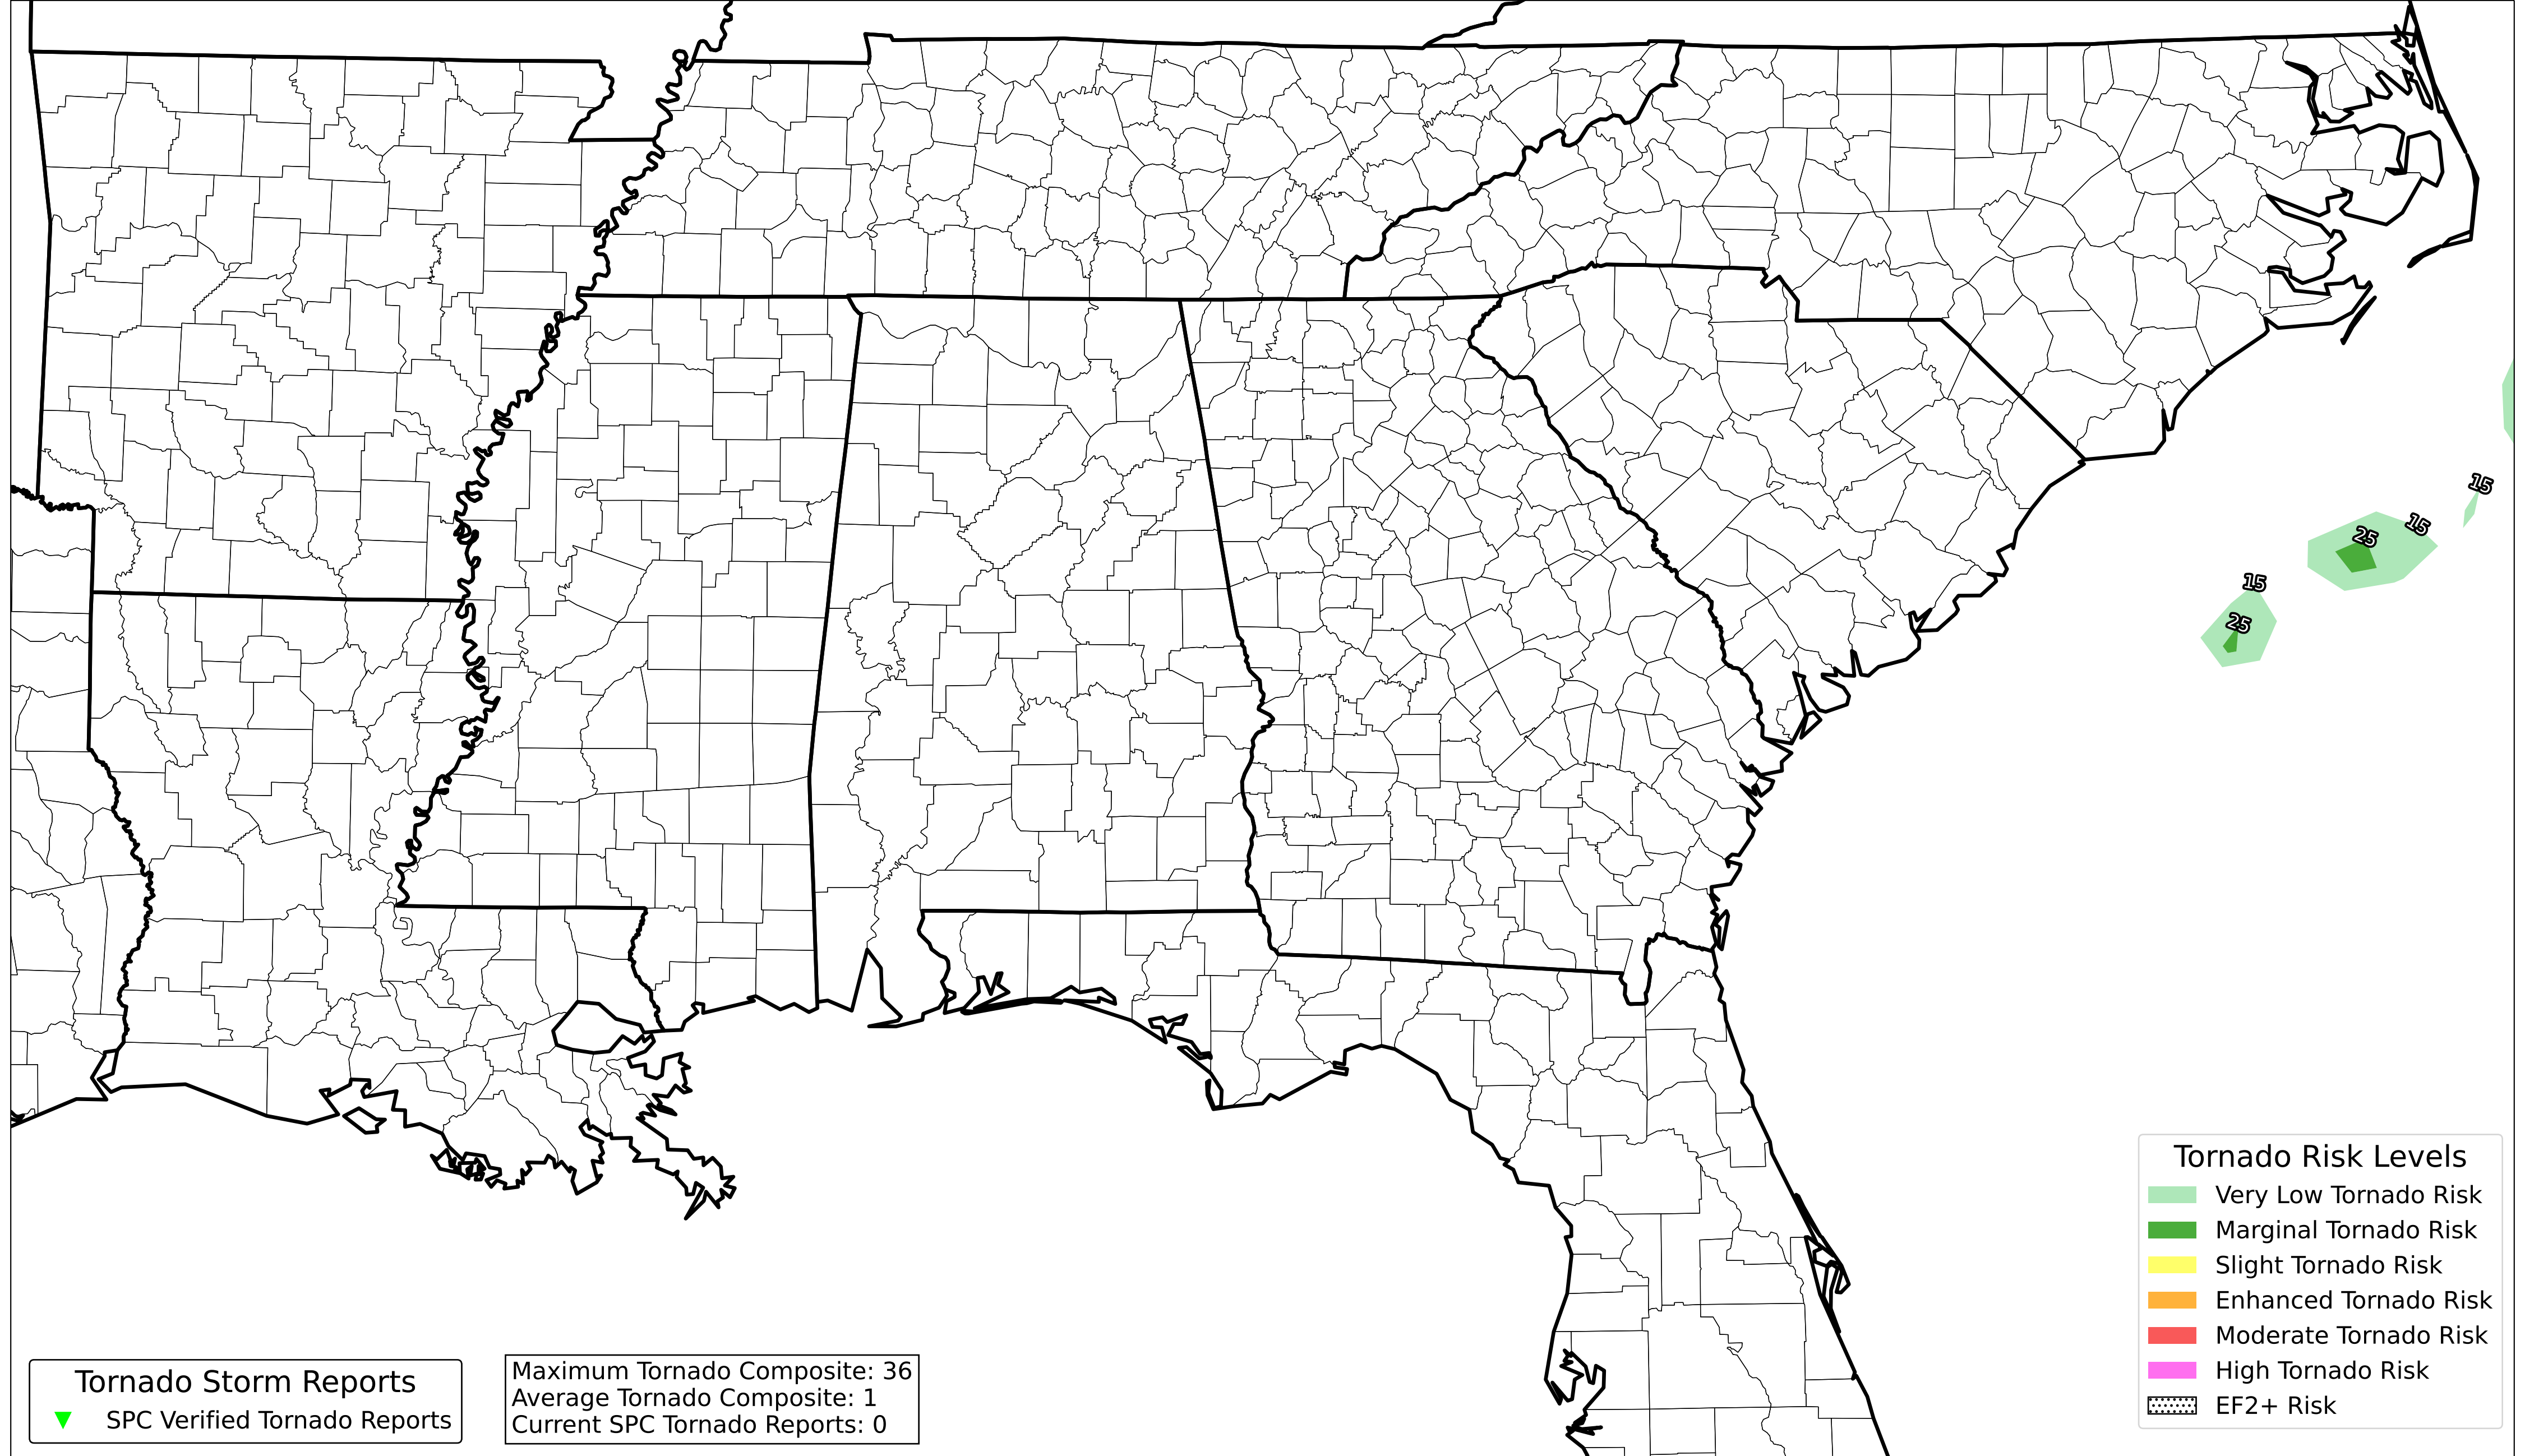 15
15
25
15
25
Tornado Risk Levels
Very Low Tornado Risk
Marginal Tornado Risk
Slight Tornado Risk
Enhanced Tornado Risk
Moderate Tornado Risk
High Tornado Risk
EF2+ Risk
Tornado Storm Reports
SPC Verified Tornado Reports
Maximum Tornado Composite: 36
Average Tornado Composite: 1
Current SPC Tornado Reports: 0